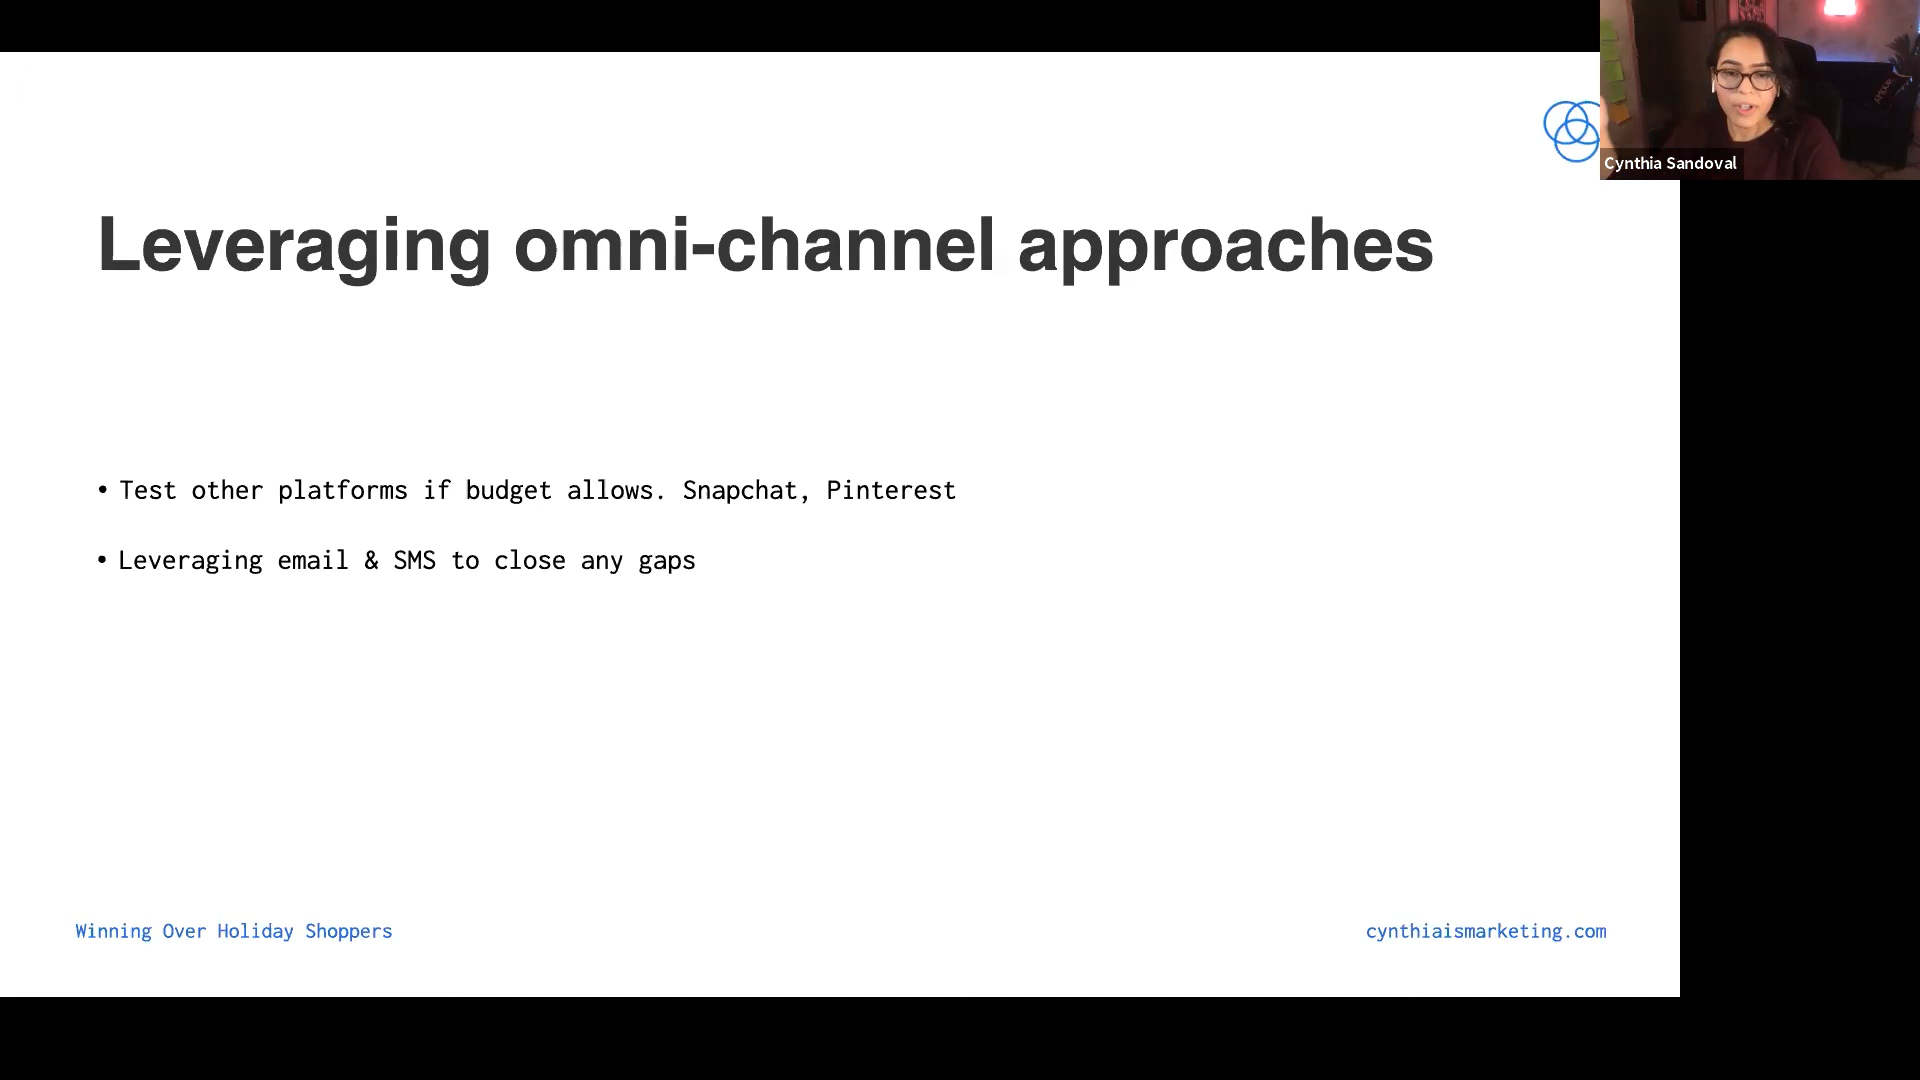 Cynthia Sandoval
Leveraging omni-channel approaches
• Test other platforms if budget allows. Snapchat, Pinterest
• Leveraging email & SMS to close any gaps
Winning Over Holiday Shoppers
cynthiaismarketing.com